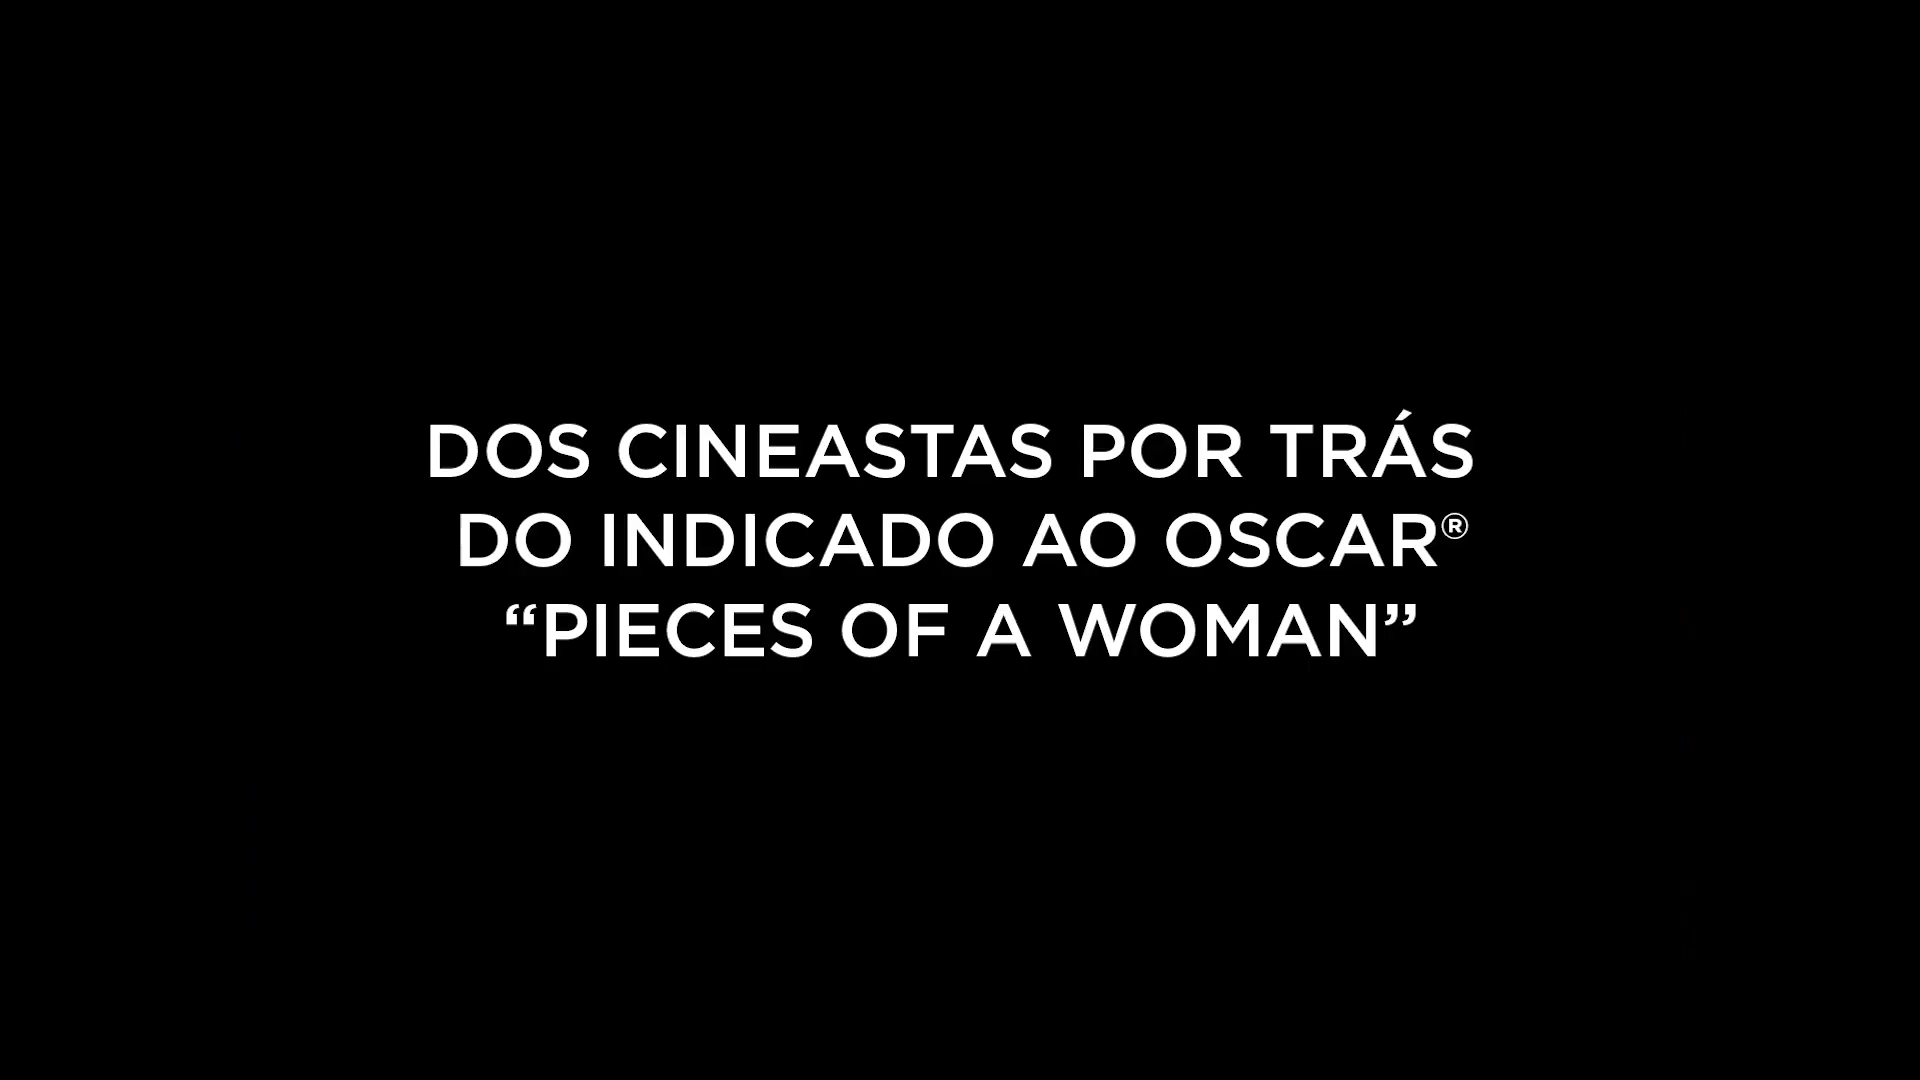 DOS CINEASTAS POR TRÁS
DO INDICADO AO OSCAR®
“PIECES OF A WOMAN”